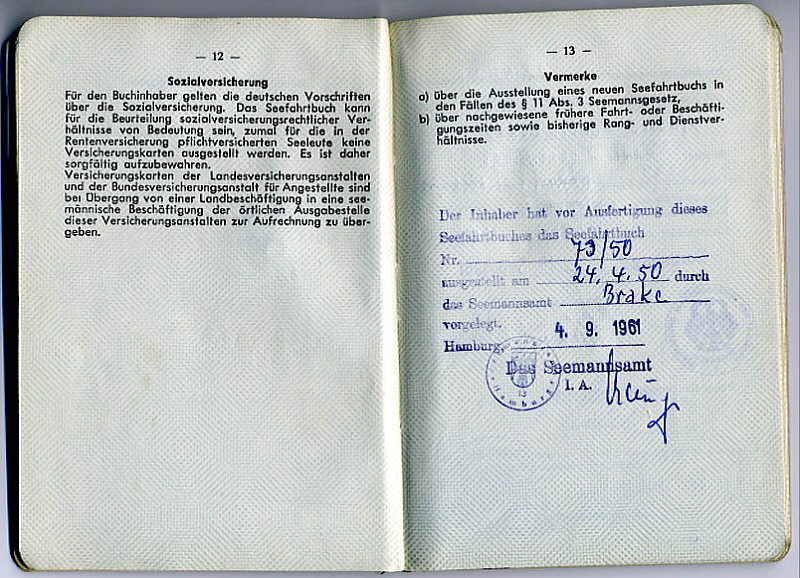 — 12 —
Sozialversicherung
Für den Buchinhaber gelten die deutschen Vorschriften
über die Sozialversicherung. Das Seefahrtbuch kann
für die Beurteilung sozialversicherungsrechtlicher Ver-
hältnisse von Bedeutung sein, zumal für die in der
Rentenversicherung pflichtversicherten Seeleute keine
Versicherungskarten ausgestellt werden. Es ist daher
sorgfältig aufzubewahren.
Versicherungskarten der Landesversicherungsanstalten
und der Bundesversicherungsanstalt für Angestellte sind
bei Übergang von einer Landbeschäftigung in eine see-
männische Beschäftigung der örtlichen Ausgabestelle
dieser Versicherungsanstalten zur Aufrechnung zu über-
geben.
— 13 —
Vermerke
a) über die Ausstellung eines neuen Seefahrtbuchs in
den Fällen des § 11 Abs. 3 Seemannsgesetz,
b) über nachgewiesene frühere Fahrt- oder Beschäfti-
gungszeiten sowie bisherige Rang- und Dienstver-
hältnisse.
Der Inhaber hat vor Ausfertigung dieses
Seefahrtbuches das Seefahrtbuch
Nr. 73/50
ausgestellt am 24.4.50 durch
das Seemannsamt Brake
vorgelegt.
Hamburg, 4. 9. 1961
Das Seemannsamt
I. A.
Hamburg
13